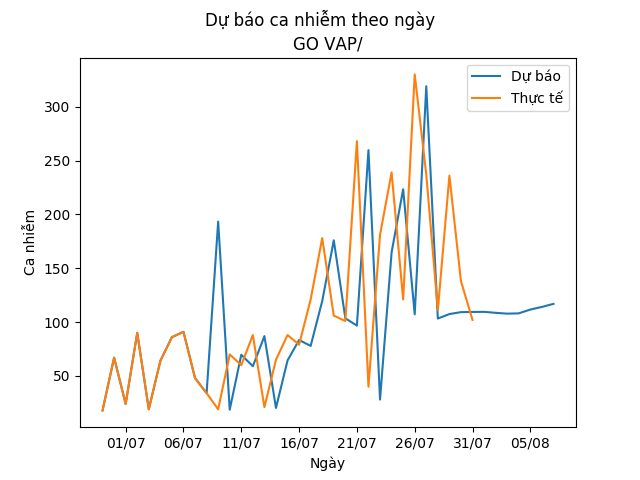 Dự báo ca nhiễm theo ngày
GO VAP/
Dự báo
Thực tế
Ca nhiễm
300
250
200
150
100
50
01/07 06/07 11/07 16/07 21/07 26/07 31/07 05/08
Ngày